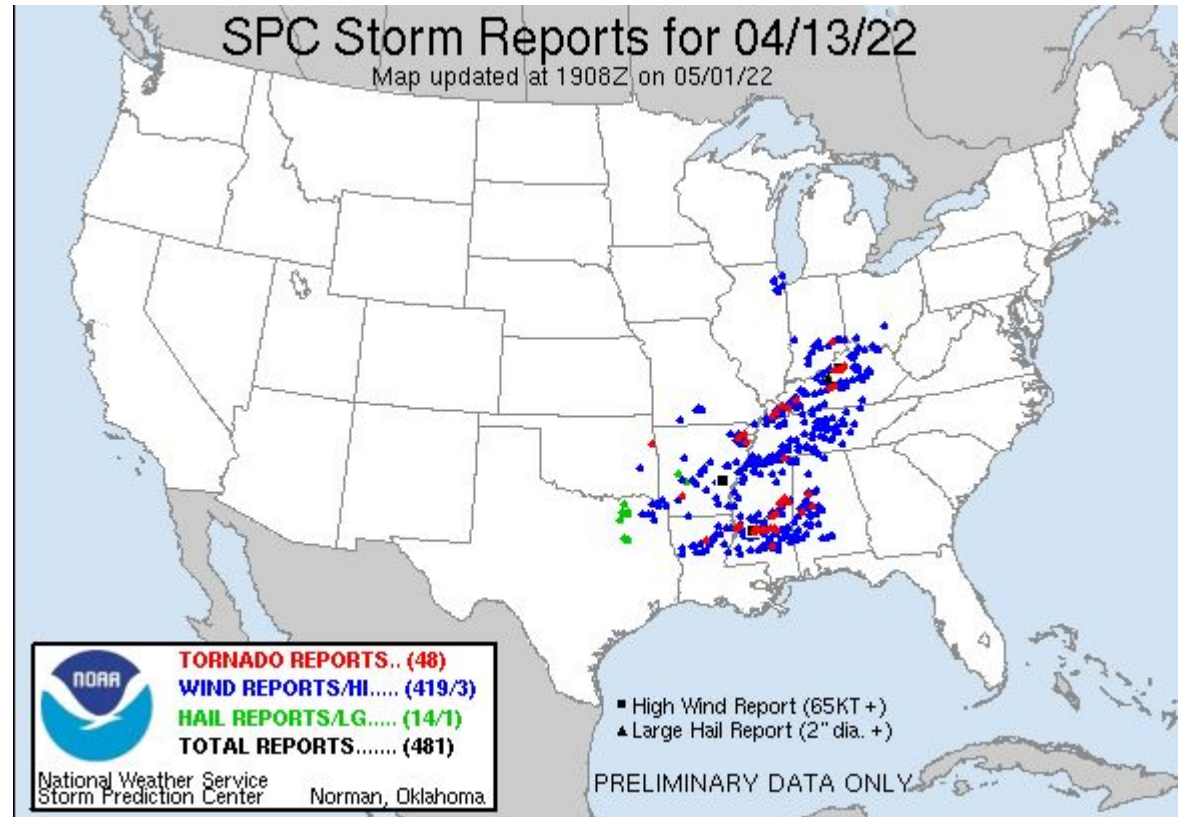 SPC Storm Reports for 04/13/22
Map updated at 1908Z on 05/01/22
NOAA
TORNADO REPORTS.. (48)
WIND REPORTS/HI..... (419/3)
HAIL REPORTS/LG..... (14/1)
TOTAL REPORTS....... (481)
National Weather Service
Storm Prediction Center Norman, Oklahoma
High Wind Report (65KT +)
Large Hail Report (2" dia. +)
PRELIMINARY DATA ONLY